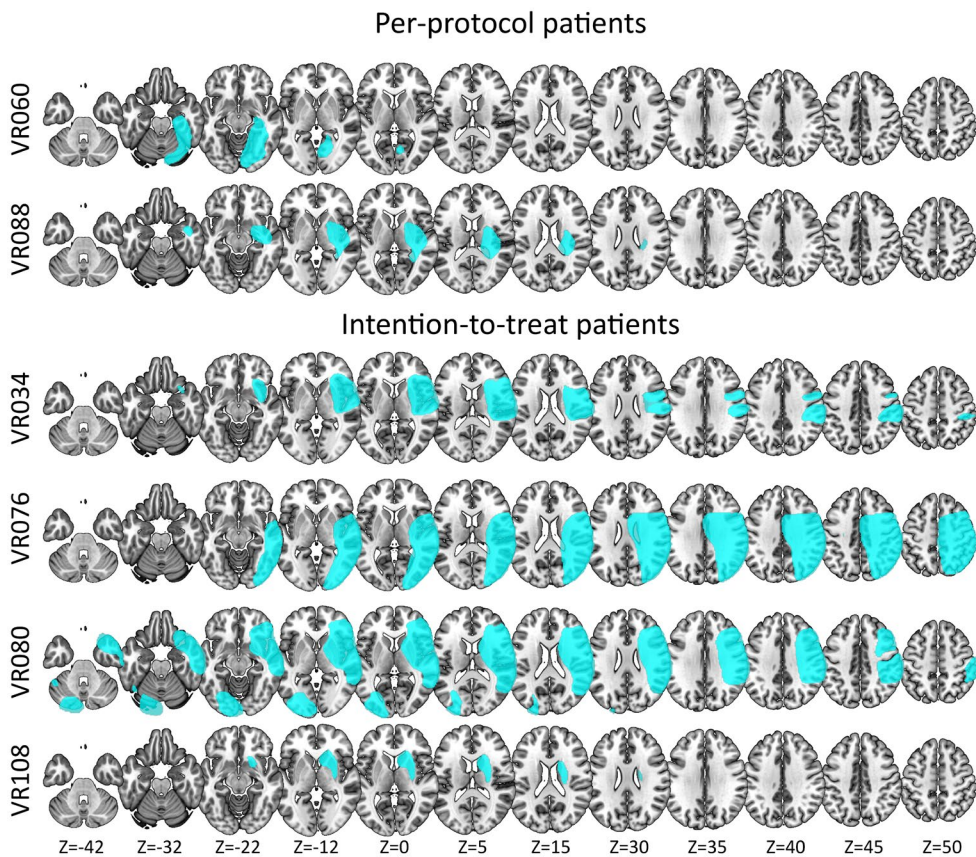 Per-protocol patients
VR060
VR088
Intention-to-treat patients
VR034
VR076
VR080
VR108
Z=-42 Z=-32 Z=-22 Z=-12 Z=0 Z=5 Z=15 Z=30 Z=35 Z=40 Z=45 Z=50